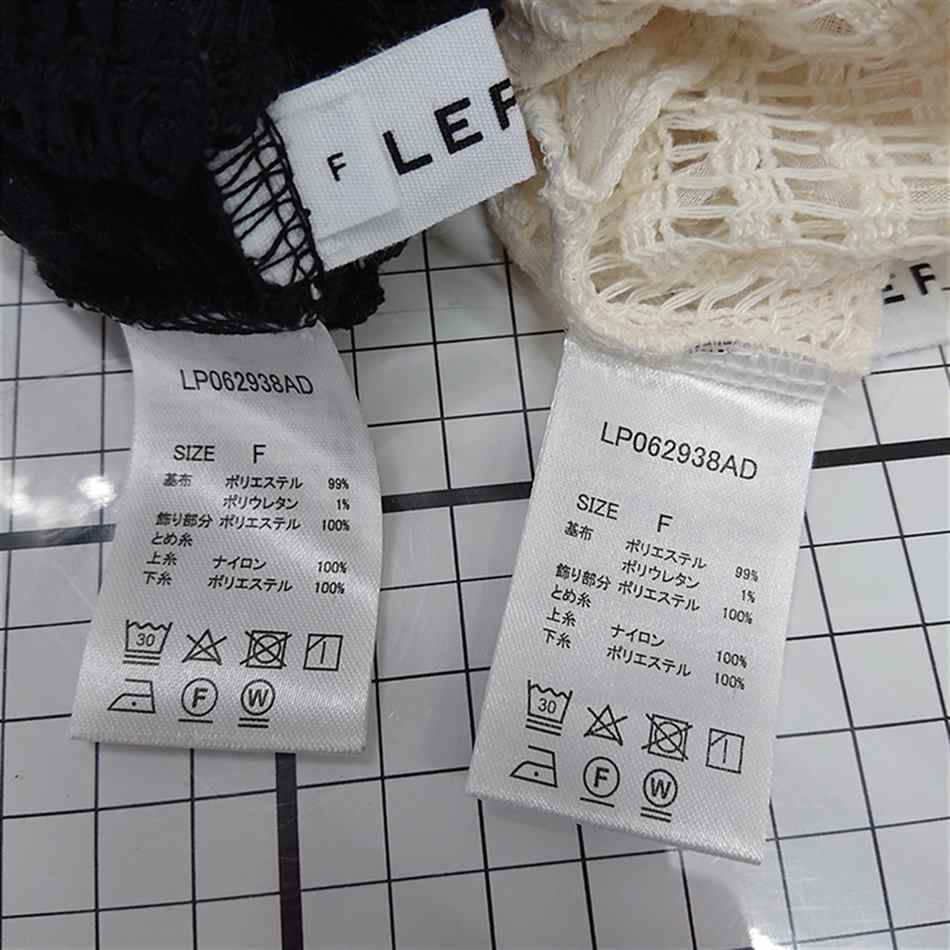 F LEF
EF
LP062938AD
SIZE F
基布 ポリエステル 99%
ポリウレタン 1%
飾り部分 ポリエステル 100%
とめ糸
上糸 ナイロン 100%
下糸 ポリエステル 100%
30
F W
LP062938AD
SIZE F
基布 ポリエステル 99%
ポリウレタン 1%
飾り部分 ポリエステル 100%
とめ糸
上糸 ナイロン 100%
下糸 ポリエステル 100%
30
F W